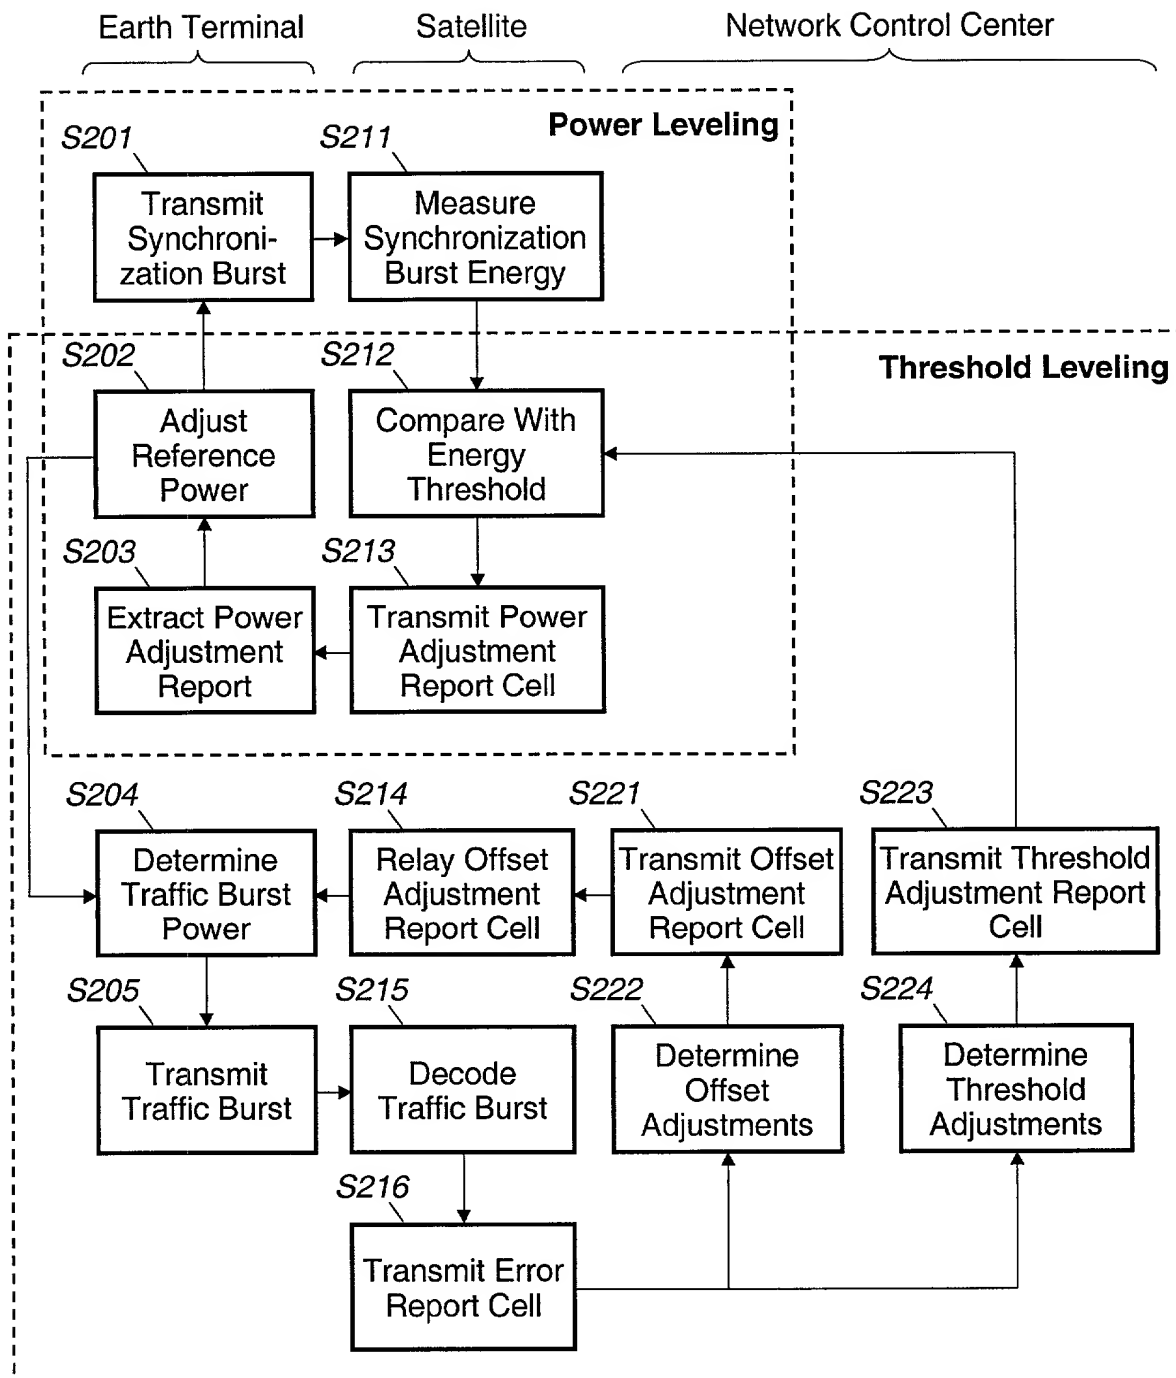 Earth Terminal
Satellite
Network Control Center
Power Leveling
S201
Transmit
Synchroni-
zation Burst
S211
Measure
Synchronization
Burst Energy
Threshold Leveling
S202
Adjust
Reference
Power
S212
Compare With
Energy
Threshold
S203
Extract Power
Adjustment
Report
S213
Transmit Power
Adjustment
Report Cell
S204
Determine
Traffic Burst
Power
S214
Relay Offset
Adjustment
Report Cell
S221
Transmit Offset
Adjustment
Report Cell
S223
Transmit Threshold
Adjustment Report
Cell
S205
Transmit
Traffic Burst
S215
Decode
Traffic Burst
S222
Determine
Offset
Adjustments
S224
Determine
Threshold
Adjustments
S216
Transmit Error
Report Cell